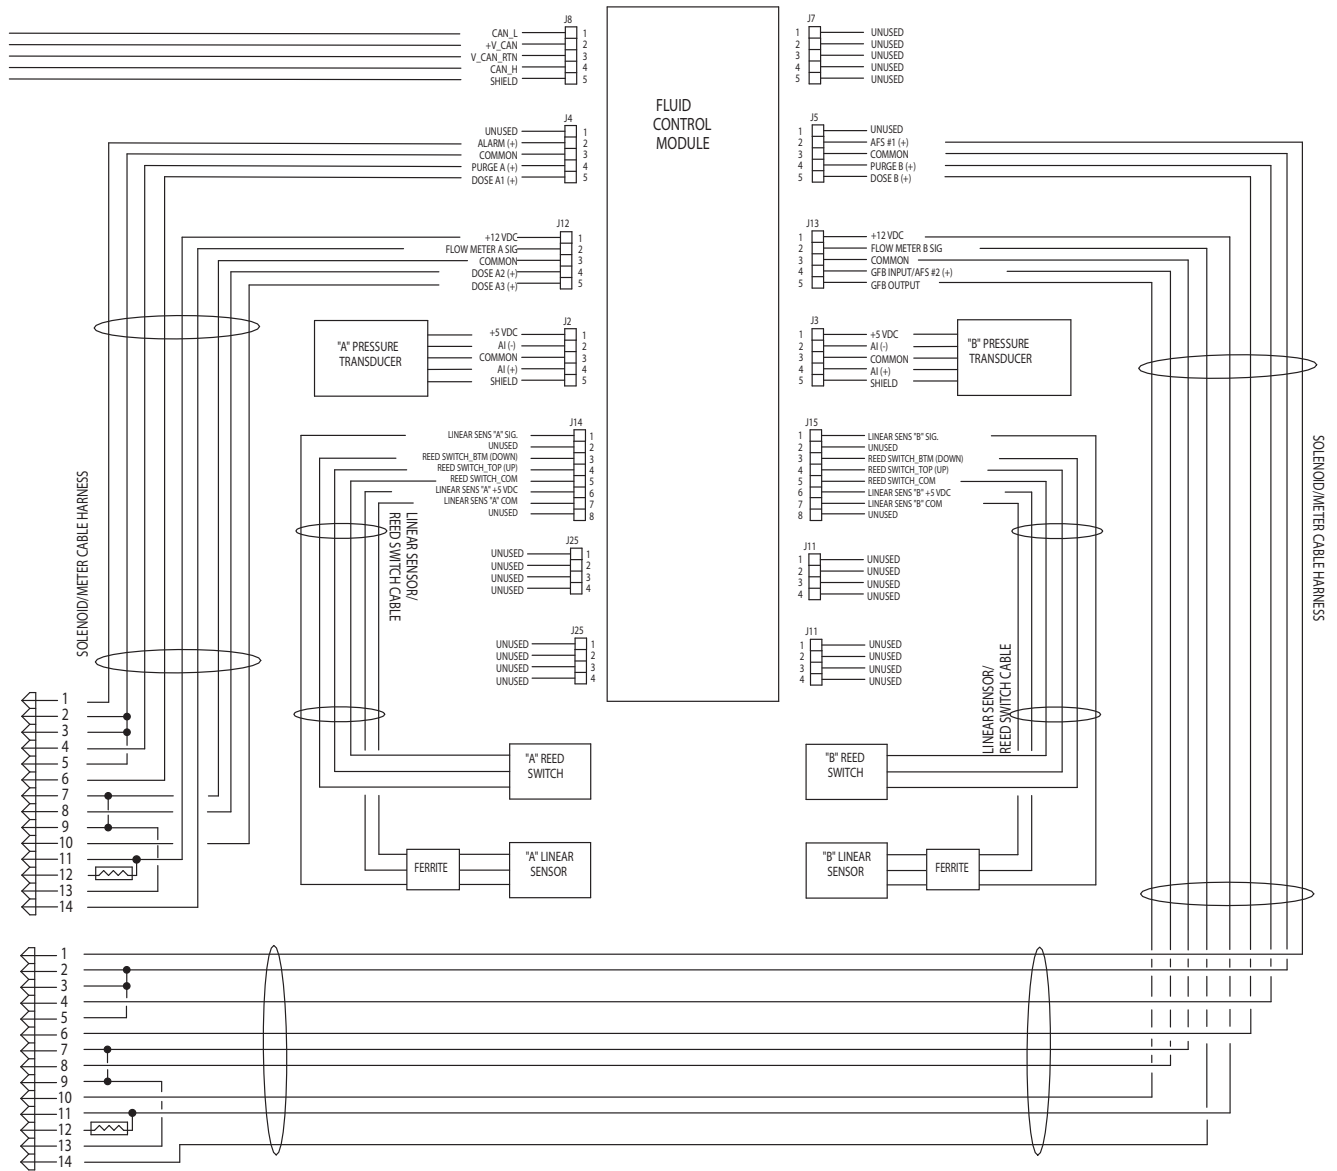 FLUID
CONTROL
MODULE
J8
CAN_L 1
+V_CAN 2
V_CAN_RTN 3
CAN_H 4
SHIELD 5
J4
UNUSED 1
ALARM (+) 2
COMMON 3
PURGE A (+) 4
DOSE A1 (+) 5
J12
+12 VDC 1
FLOW METER A SIG 2
COMMON 3
DOSE A2 (+) 4
DOSE A3 (+) 5
"A" PRESSURE
TRANSDUCER
J2
+5 VDC 1
AI (-) 2
COMMON 3
AI (+) 4
SHIELD 5
J14
LINEAR SENS "A" SIG. 1
UNUSED 2
REED SWITCH_BTM (DOWN) 3
REED SWITCH_TOP (UP) 4
REED SWITCH_COM 5
LINEAR SENS "A" +5 VDC 6
LINEAR SENS "A" COM 7
UNUSED 8
J25
UNUSED 1
UNUSED 2
UNUSED 3
UNUSED 4
J25
UNUSED 1
UNUSED 2
UNUSED 3
UNUSED 4
SOLENOID/METER CABLE HARNESS
LINEAR SENSOR/
REED SWITCH CABLE
"A" REED
SWITCH
FERRITE
"A" LINEAR
SENSOR
J7
1 UNUSED
2 UNUSED
3 UNUSED
4 UNUSED
5 UNUSED
J5
1 UNUSED
2 AFS #1 (+)
3 COMMON
4 PURGE B (+)
5 DOSE B (+)
J13
1 +12 VDC
2 FLOW METER B SIG
3 COMMON
4 GFB INPUT/AFS #2 (+)
5 GFB OUTPUT
J3
1 +5 VDC
2 AI (-)
3 COMMON
4 AI (+)
5 SHIELD
"B" PRESSURE
TRANSDUCER
J15
1 LINEAR SENS "B" SIG.
2 UNUSED
3 REED SWITCH_BTM (DOWN)
4 REED SWITCH_TOP (UP)
5 REED SWITCH_COM
6 LINEAR SENS "B" +5 VDC
7 LINEAR SENS "B" COM
8 UNUSED
J11
1 UNUSED
2 UNUSED
3 UNUSED
4 UNUSED
J11
1 UNUSED
2 UNUSED
3 UNUSED
4 UNUSED
LINEAR SENSOR/
REED SWITCH CABLE
SOLENOID/METER CABLE HARNESS
"B" REED
SWITCH
"B" LINEAR
SENSOR
FERRITE
1
2
3
4
5
6
7
8
9
10
11
12
13
14
1
2
3
4
5
6
7
8
9
10
11
12
13
14